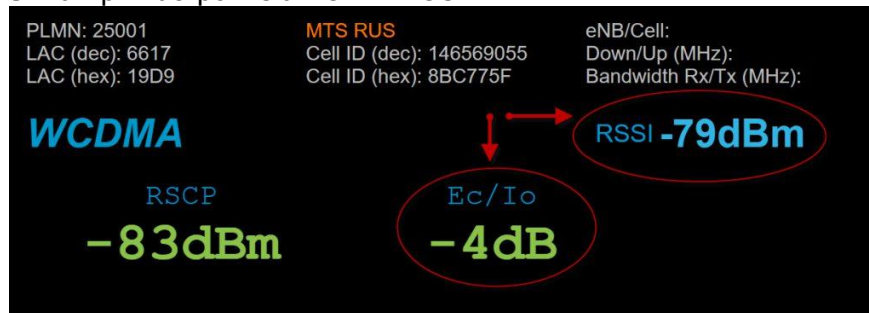 PLMN: 25001
LAC (dec): 6617
LAC (hex): 19D9
MTS RUS
Cell ID (dec): 146569055
Cell ID (hex): 8BC775F
eNB/Cell:
Down/Up (MHz):
Bandwidth Rx/Tx (MHz):
WCDMA
RSSI -79dBm
RSCP
-83dBm
Ec/Io
-4dB